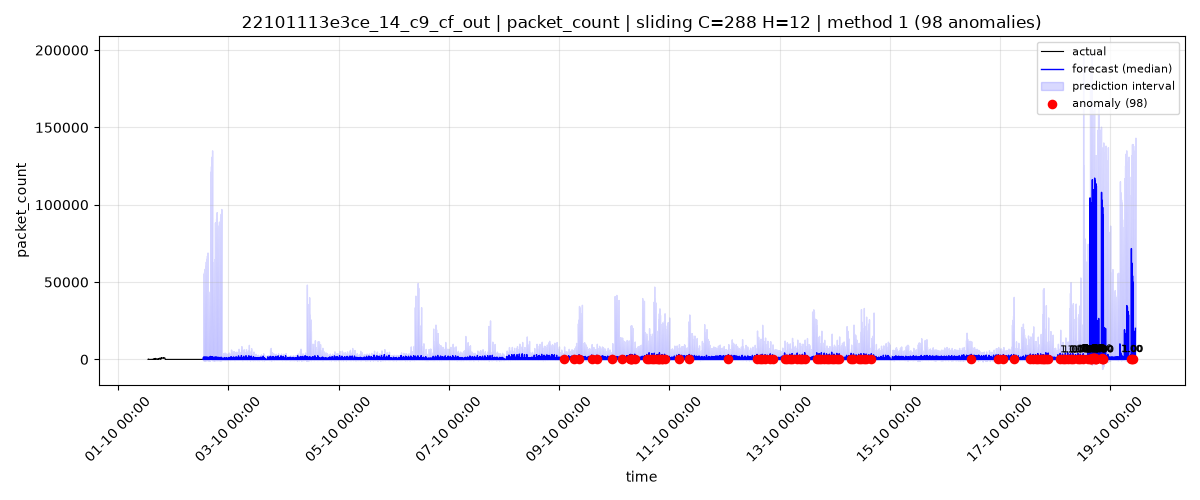 22101113e3ce_14_c9_cf_out | packet_count | sliding C=288 H=12 | method 1 (98 anomalies)
actual
forecast (median)
prediction interval
anomaly (98)
packet_count
200000
150000
100000
50000
0
01-10 00:00
03-10 00:00
05-10 00:00
07-10 00:00
09-10 00:00
11-10 00:00
13-10 00:00
15-10 00:00
17-10 00:00
19-10 00:00
time